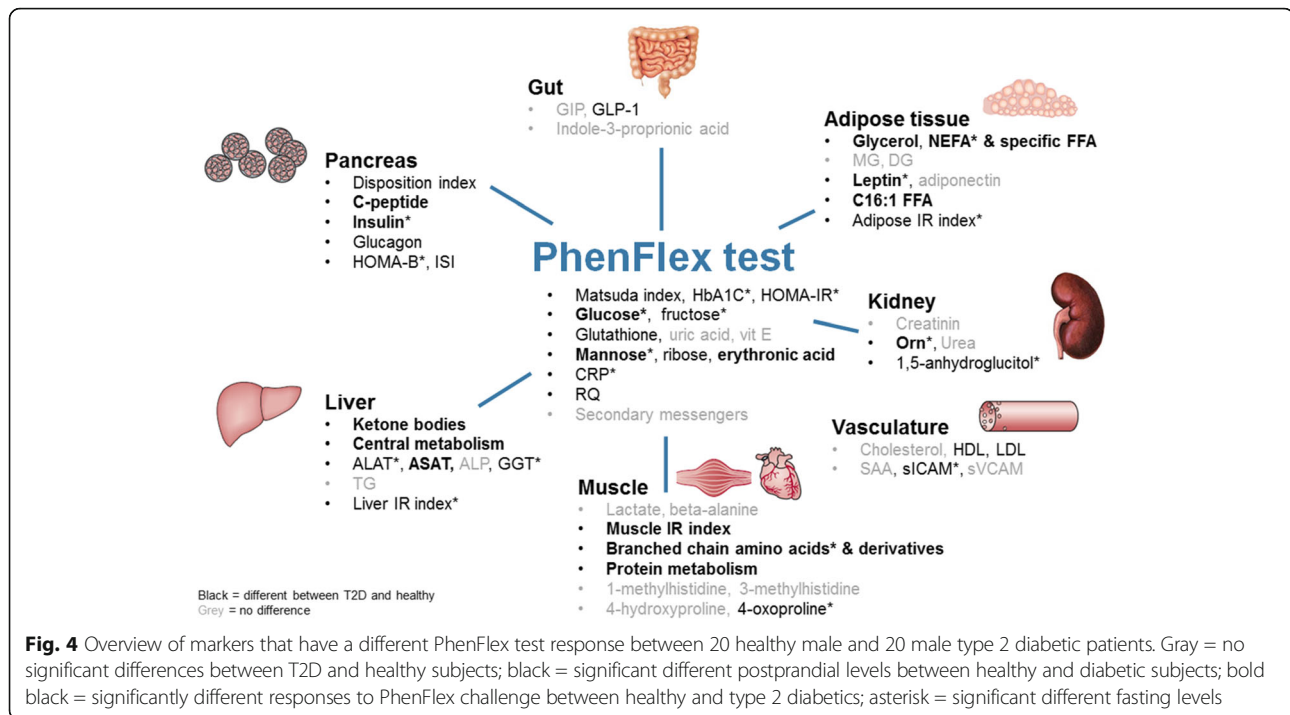 Gut
• GIP, GLP-1
• Indole-3-proprionic acid
Adipose tissue
• Glycerol, NEFA* & specific FFA
• MG, DG
• Leptin*, adiponectin
• C16:1 FFA
• Adipose IR index*
Pancreas
• Disposition index
• C-peptide
• Insulin*
• Glucagon
• HOMA-B*, ISI
PhenFlex test
• Matsuda index, HbA1C*, HOMA-IR*
• Glucose*, fructose*
• Glutathione, uric acid, vit E
• Mannose*, ribose, erythronic acid
• CRP*
• RQ
• Secondary messengers
Kidney
• Creatinin
• Orn*, Urea
• 1,5-anhydroglucitol*
Liver
• Ketone bodies
• Central metabolism
• ALAT*, ASAT, ALP, GGT*
• TG
• Liver IR index*
Vasculature
• Cholesterol, HDL, LDL
• SAA, sICAM*, sVCAM
Muscle
• Lactate, beta-alanine
• Muscle IR index
• Branched chain amino acids* & derivatives
• Protein metabolism
• 1-methylhistidine, 3-methylhistidine
• 4-hydroxyproline, 4-oxoproline*
Black = different between T2D and healthy
Grey = no difference
Fig. 4 Overview of markers that have a different PhenFlex test response between 20 healthy male and 20 male type 2 diabetic patients. Gray = no
significant differences between T2D and healthy subjects; black = significant different postprandial levels between healthy and diabetic subjects; bold
black = significantly different responses to PhenFlex challenge between healthy and type 2 diabetics; asterisk = significant different fasting levels